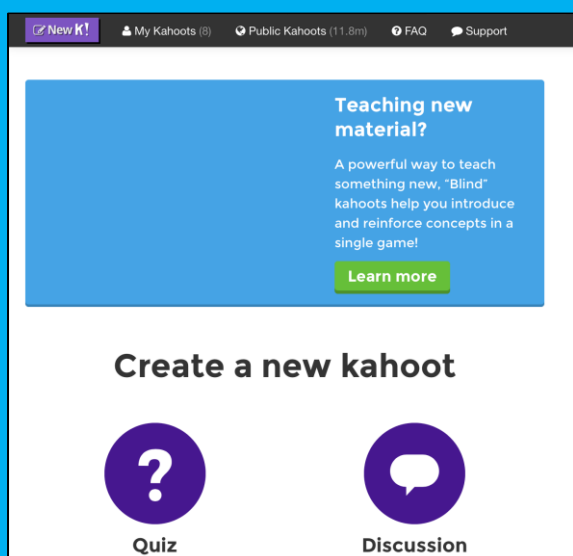 New K! My Kahoots (8) Public Kahoots (11.8m) FAQ Support
Teaching new
material?
A powerful way to teach
something new, "Blind"
kahoots help you introduce
and reinforce concepts in a
single game!
Learn more
Create a new kahoot
Quiz Discussion